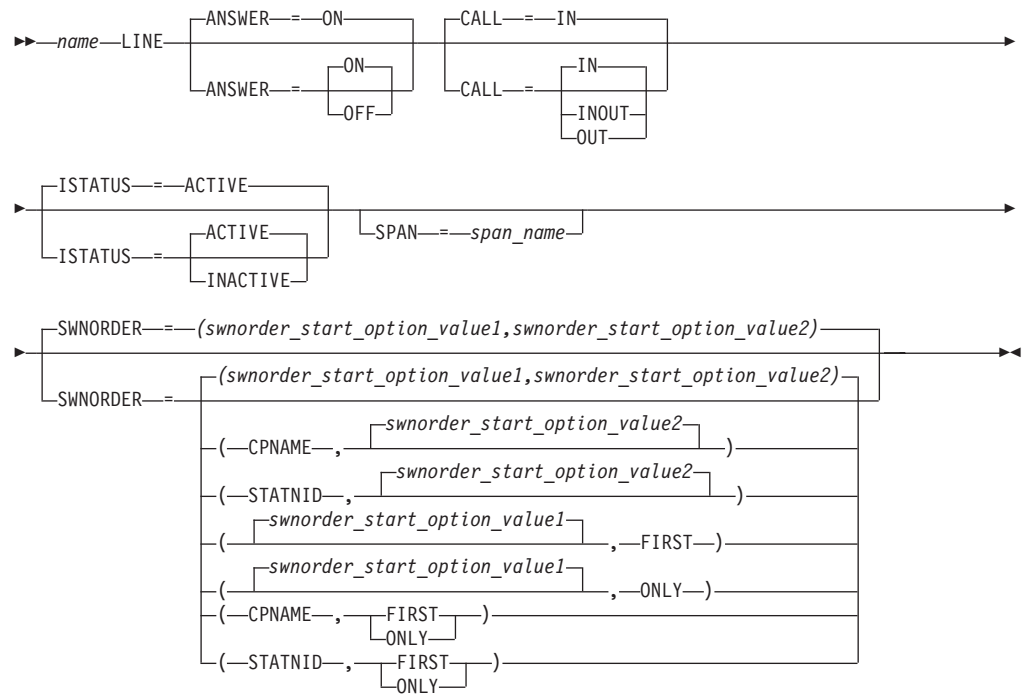 ANSWER = ON CALL = IN
name LINE
ON IN
ANSWER = CALL =
OFF INOUT
OUT
ISTATUS = ACTIVE
ACTIVE SPAN = span_name
ISTATUS =
INACTIVE
SWNORDER = (swnorder_start_option_value1,swnorder_start_option_value2)
(swnorder_start_option_value1,swnorder_start_option_value2)
SWNORDER =
swnorder_start_option_value2
( CPNAME , )
swnorder_start_option_value2
( STATNID , )
swnorder_start_option_value1
( , FIRST )
swnorder_start_option_value1
( , ONLY )
( CPNAME , FIRST )
ONLY
( STATNID , FIRST )
ONLY